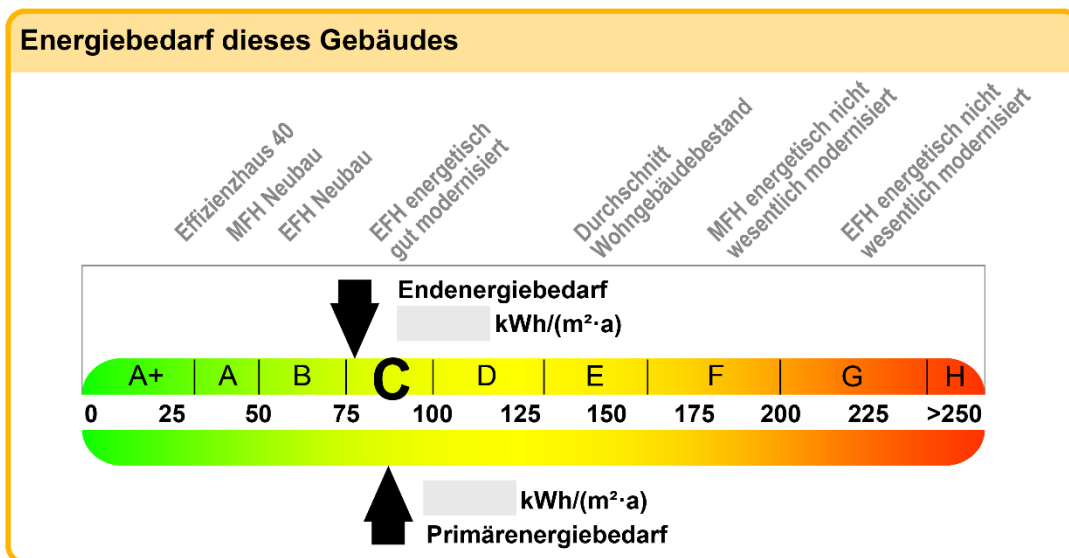 Energiebedarf dieses Gebäudes
Effizienzhaus 40
MFH Neubau
EFH Neubau
EFH energetisch
gut modernisiert
Durchschnitt
Wohngebäudebestand
MFH energetisch nicht
wesentlich modernisiert
EFH energetisch nicht
wesentlich modernisiert
Endenergiebedarf
kWh/(m²·a)
A+ A B C D E F G H
0 25 50 75 100 125 150 175 200 225 >250
kWh/(m²·a)
Primärenergiebedarf